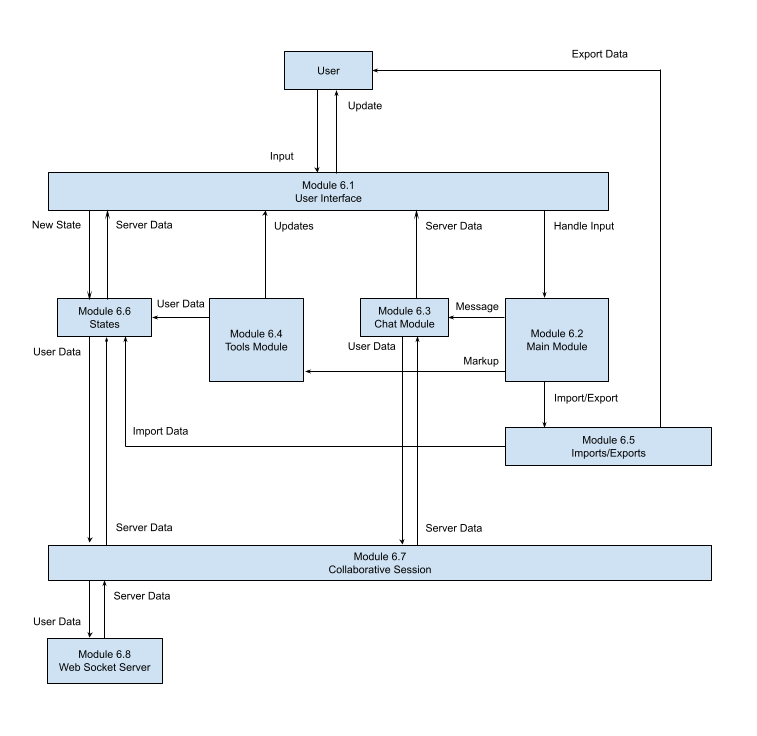 Export Data
User
Update
Input
Module 6.1
User Interface
New State
Server Data
Updates
Server Data
Handle Input
Module 6.6
States
User Data
Module 6.4
Tools Module
Module 6.3
Chat Module
Message
Module 6.2
Main Module
User Data
User Data
Markup
Import/Export
Import Data
Module 6.5
Imports/Exports
Server Data
Server Data
Module 6.7
Collaborative Session
User Data
Server Data
Module 6.8
Web Socket Server